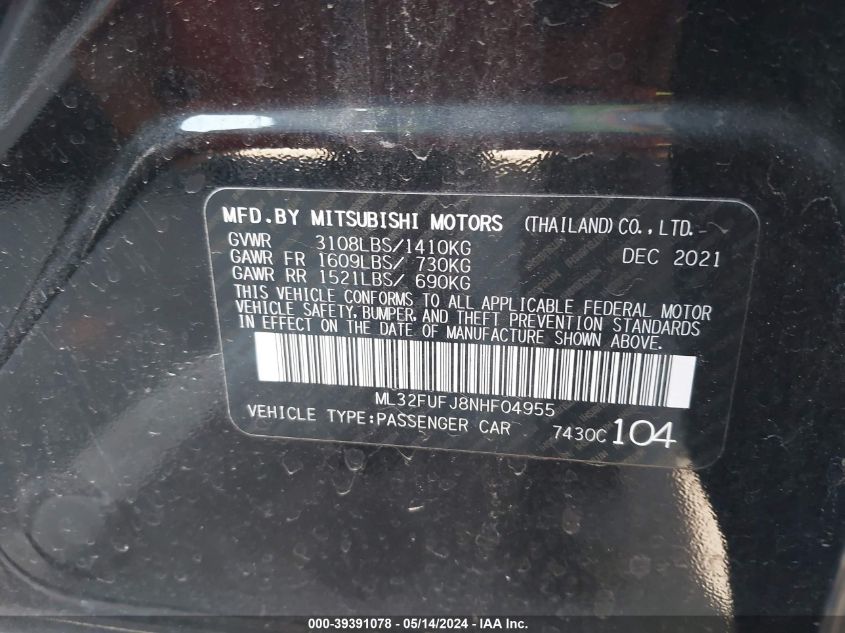 MFD.BY MITSUBISHI MOTORS (THAILAND) CO., LTD.
GVWR 3108LBS/1410KG DEC 2021
GAWR FR 1609LBS/ 730KG
GAWR RR 1521LBS/ 690KG
THIS VEHICLE CONFORMS TO ALL APPLICABLE FEDERAL MOTOR
VEHICLE SAFETY, BUMPER, AND THEFT PREVENTION STANDARDS
IN EFFECT ON THE DATE OF MANUFACTURE SHOWN ABOVE.
ML32FUFJ8NHF04955
VEHICLE TYPE:PASSENGER CAR 7430C 104
000-39391078 - 05/14/2024 - IAA Inc.